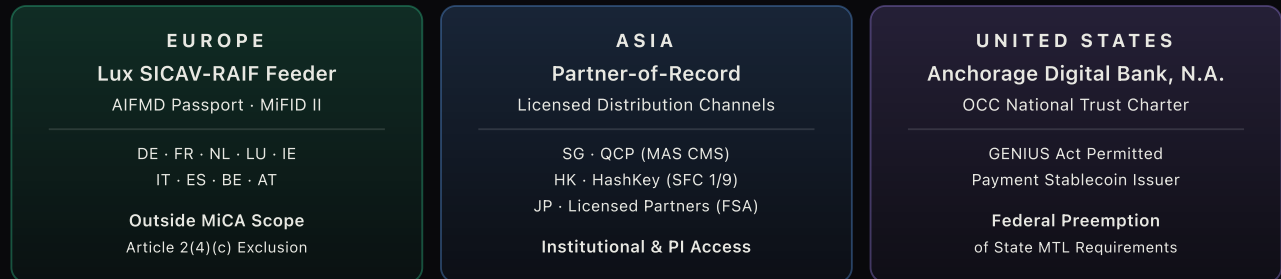 EUROPE
Lux SICAV-RAIF Feeder
AIFMD Passport · MiFID II
DE · FR · NL · LU · IE
IT · ES · BE · AT
Outside MiCA Scope
Article 2(4)(c) Exclusion
ASIA
Partner-of-Record
Licensed Distribution Channels
SG · QCP (MAS CMS)
HK · HashKey (SFC 1/9)
JP · Licensed Partners (FSA)
Institutional & PI Access
UNITED STATES
Anchorage Digital Bank, N.A.
OCC National Trust Charter
GENIUS Act Permitted
Payment Stablecoin Issuer
Federal Preemption
of State MTL Requirements